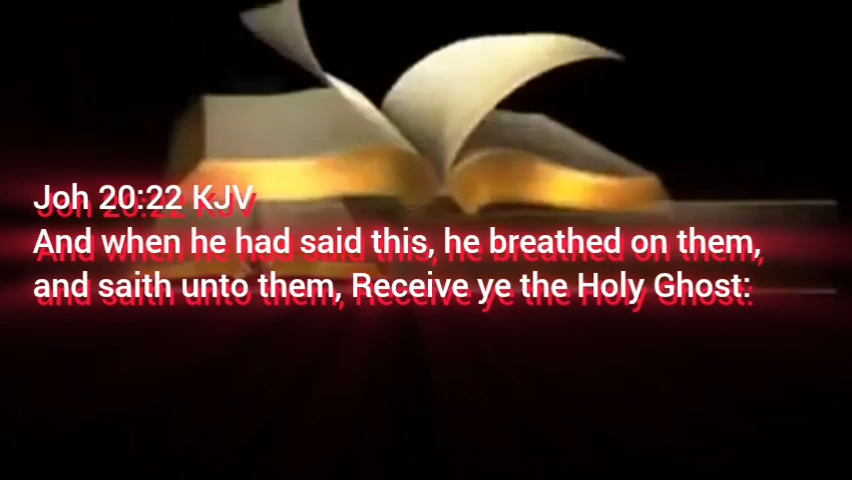 Joh 20:22 KJV
And when he had said this, he breathed on them,
and saith unto them, Receive ye the Holy Ghost: